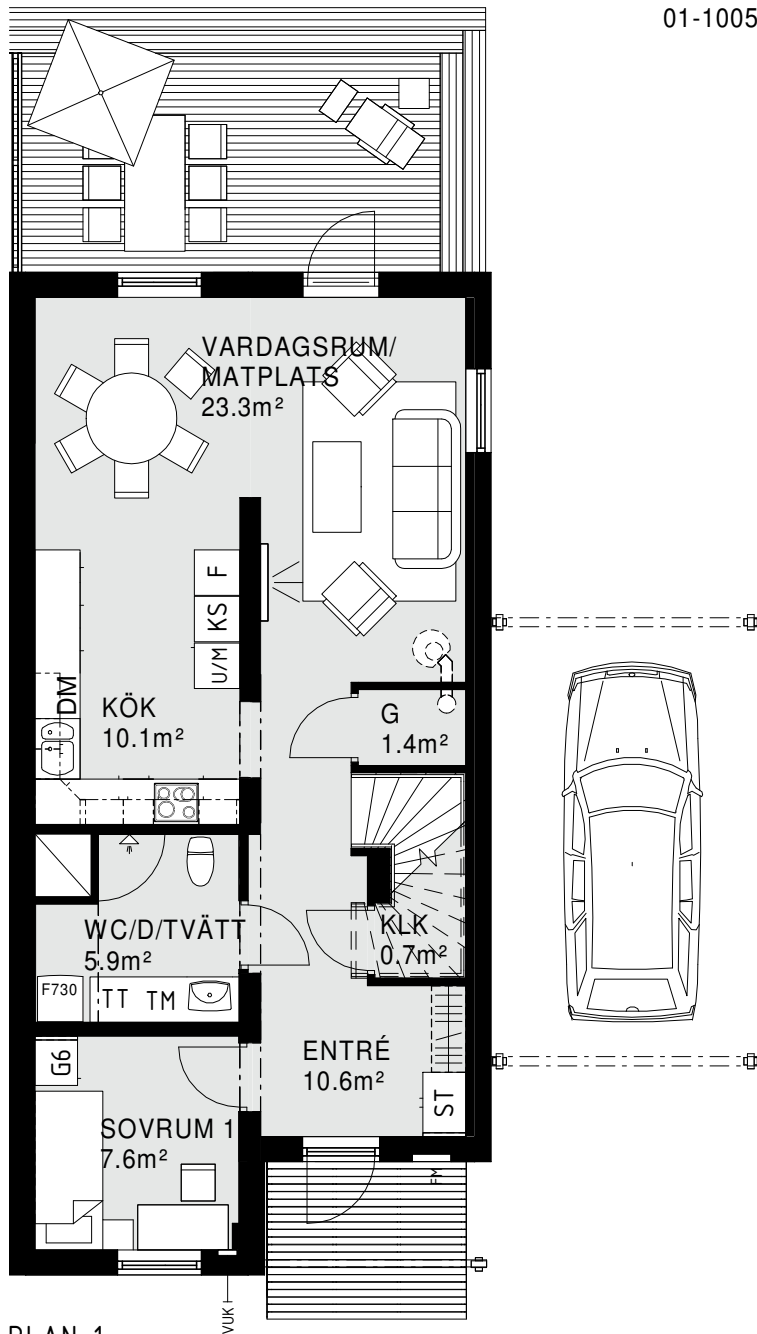 01-1005
VARDAGSRUM/
MATPLATS
23.3m²
F
KS
U/M
DM
KÖK
10.1m²
G
1.4m²
WC/D/TVÄTT
5.9m²
KLK
0.7m²
F730
TT TM
ENTRÉ
10.6m²
G6
ST
SOVRUM 1
7.6m²
FM
VUK
PLAN 1